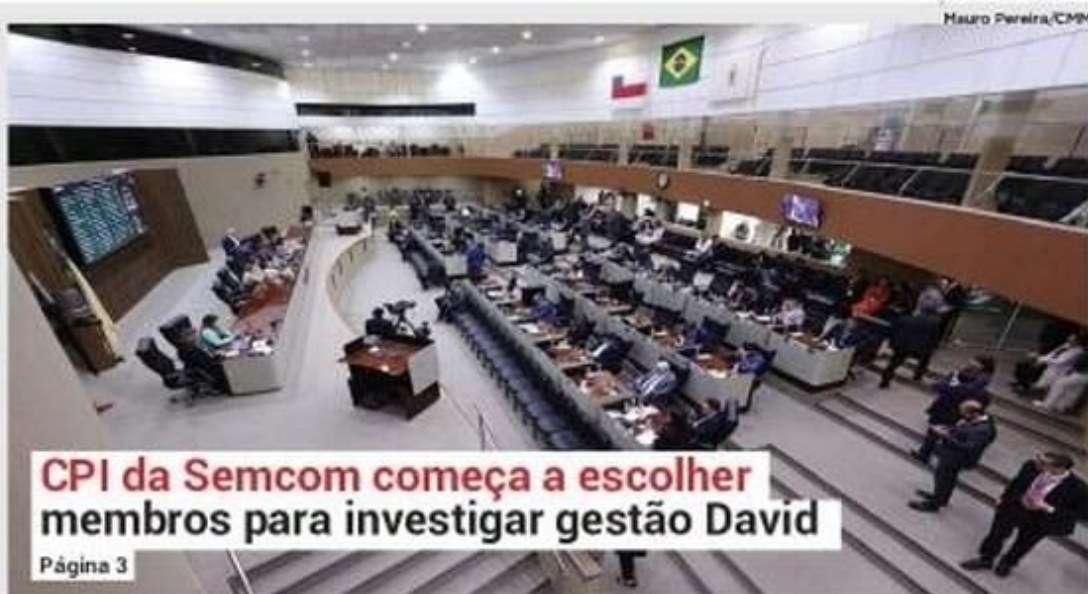 Mauro Pereira/CMM
CPI da Semcom começa a escolher
membros para investigar gestão David
Página 3